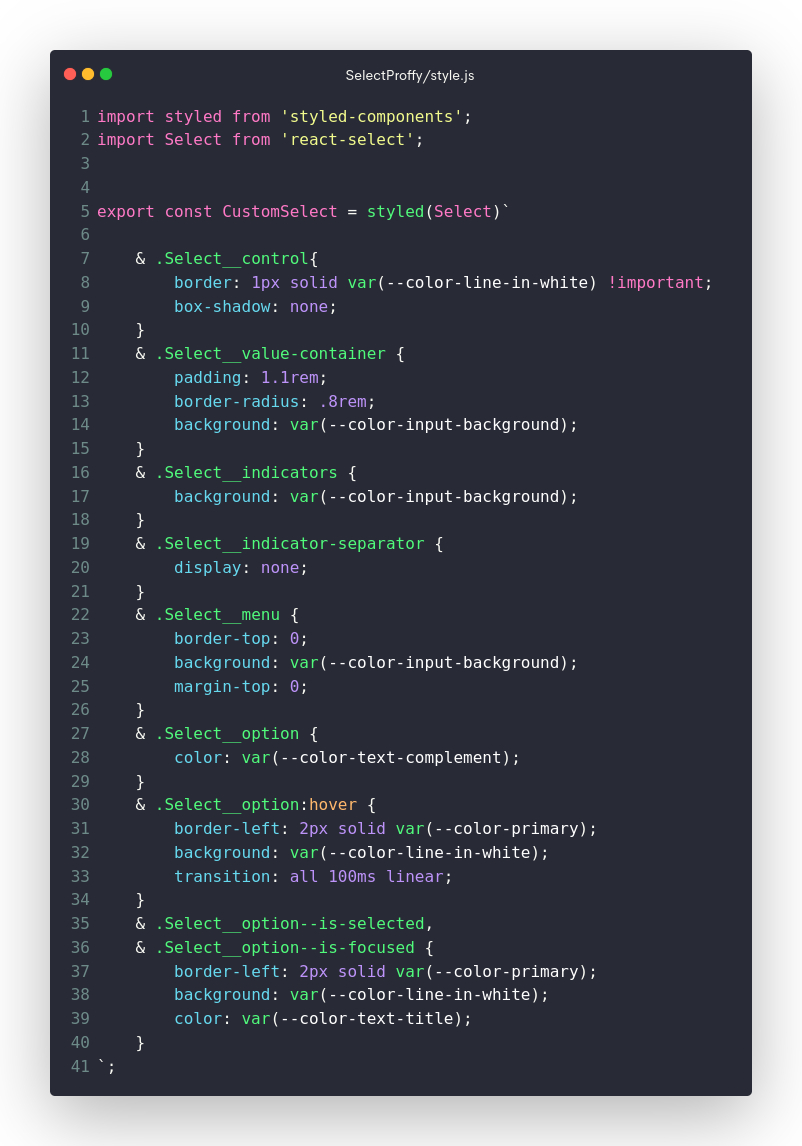 SelectProffy/style.js
1 import styled from 'styled-components';
2 import Select from 'react-select';
3
4
5 export const CustomSelect = styled(Select)`
6
7     & .Select__control{
8         border: 1px solid var(--color-line-in-white) !important;
9         box-shadow: none;
10     }
11     & .Select__value-container {
12         padding: 1.1rem;
13         border-radius: .8rem;
14         background: var(--color-input-background);
15     }
16     & .Select__indicators {
17         background: var(--color-input-background);
18     }
19     & .Select__indicator-separator {
20         display: none;
21     }
22     & .Select__menu {
23         border-top: 0;
24         background: var(--color-input-background);
25         margin-top: 0;
26     }
27     & .Select__option {
28         color: var(--color-text-complement);
29     }
30     & .Select__option:hover {
31         border-left: 2px solid var(--color-primary);
32         background: var(--color-line-in-white);
33         transition: all 100ms linear;
34     }
35     & .Select__option--is-selected,
36     & .Select__option--is-focused {
37         border-left: 2px solid var(--color-primary);
38         background: var(--color-line-in-white);
39         color: var(--color-text-title);
40     }
41 `;